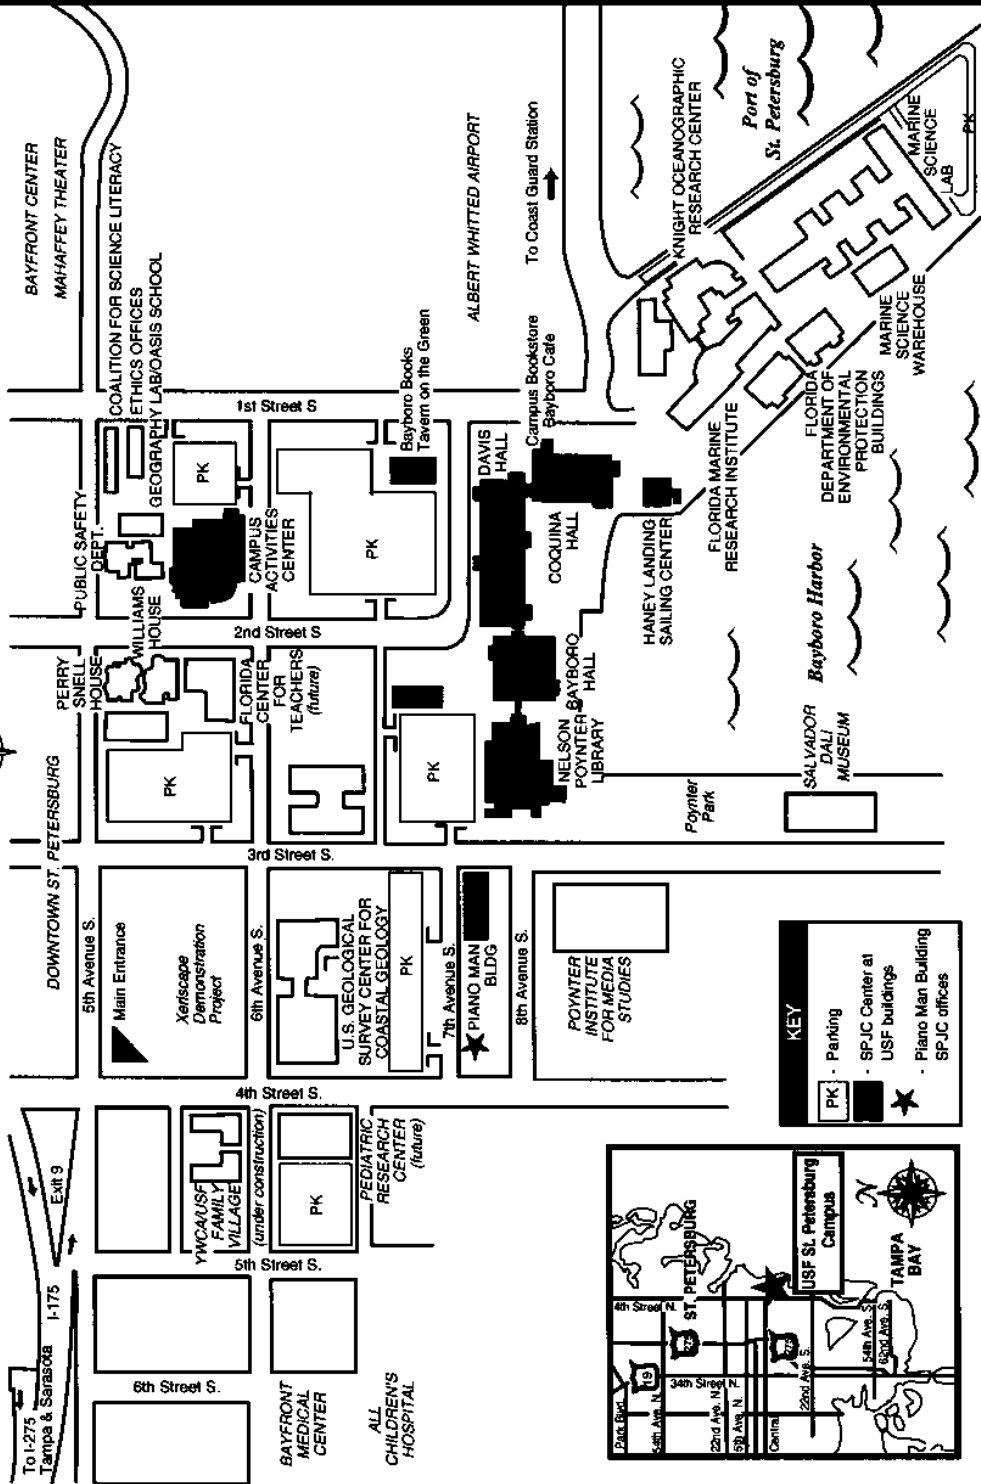 BAYFRONT CENTER
MAHAFFEY THEATER
COALITION FOR SCIENCE LITERACY
ETHICS OFFICES
GEOGRAPHY LAB/OASIS SCHOOL
ALBERT WHITTED AIRPORT
To Coast Guard Station
KNIGHT OCEANOGRAPHIC
RESEARCH CENTER
Port of
St. Petersburg
MARINE
SCIENCE
LAB
PK
1st Street S
PUBLIC SAFETY
DEPT.
PK
CAMPUS
ACTIVITIES
CENTER
PK
Bayboro Books
Tavern on the Green
DAVIS
HALL
Campus Bookstore
Bayboro Cafe
COQUINA
HALL
HANEY LANDING
SAILING CENTER
FLORIDA MARINE
RESEARCH INSTITUTE
FLORIDA
DEPARTMENT OF
ENVIRONMENTAL
PROTECTION
BUILDINGS
MARINE
SCIENCE
WAREHOUSE
2nd Street S
WILLIAMS
HOUSE
PERRY
SNELL
HOUSE
PK
FLORIDA
CENTER
FOR
TEACHERS
(future)
PK
BAYBORO
HALL
NELSON
POYNTER
LIBRARY
Bayboro Harbor
SALVADOR
DALI
MUSEUM
Poynter
Park
DOWNTOWN ST. PETERSBURG
3rd Street S.
5th Avenue S.
Main Entrance
Xeriscape
Demonstration
Project
6th Avenue S.
U.S. GEOLOGICAL
SURVEY CENTER FOR
COASTAL GEOLOGY
PK
7th Avenue S.
PIANO MAN
BLDG
8th Avenue S.
POYNTER
INSTITUTE
FOR MEDIA
STUDIES
4th Street S.
Exit 9
I-175
To I-275
Tampa & Sarasota
YWCA/USF
FAMILY
VILLAGE
(under construction)
PK
PEDIATRIC
RESEARCH
CENTER
(future)
5th Street S.
6th Street S.
BAYFRONT
MEDICAL
CENTER
ALL
CHILDREN'S
HOSPITAL
KEY
PK - Parking
- SPJC Center at
USF buildings
- Piano Man Building
SPJC offices
4th Street N.
ST. PETERSBURG
USF St. Petersburg
Campus
N
TAMPA
BAY
19
275
275
34th Street N.
Park Blvd.
54th Ave. N.
22nd Ave. N.
5th Ave. N.
Central
22nd Ave. S.
54th Ave. S.
62nd Ave. S.